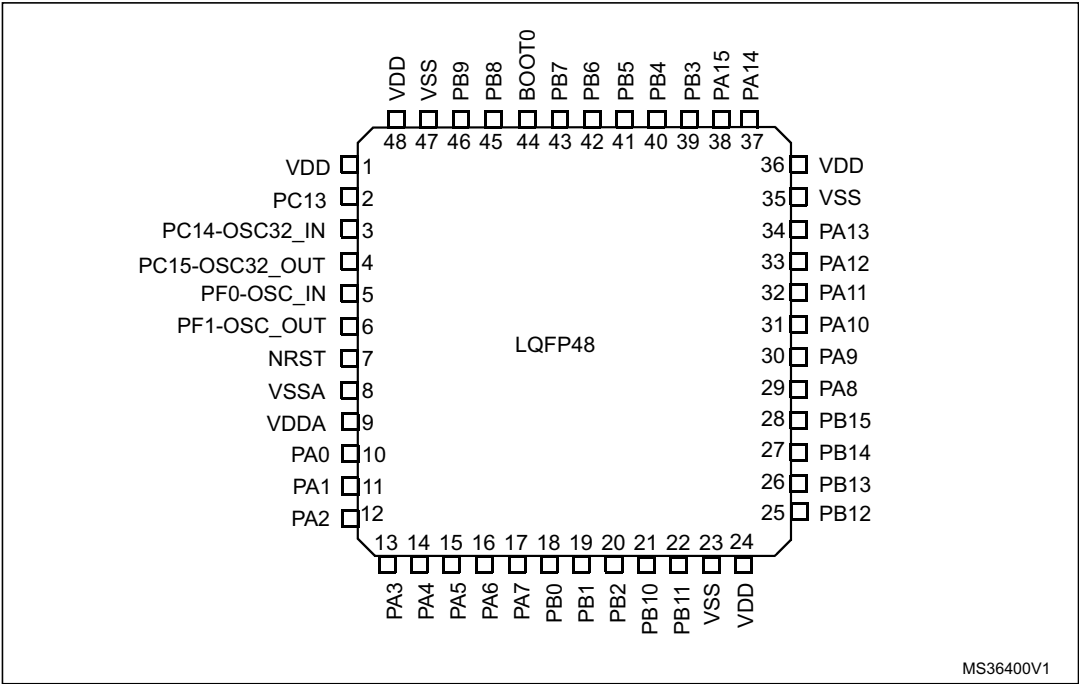 VDD
VSS
PB9
PB8
BOOT0
PB7
PB6
PB5
PB4
PB3
PA15
PA14
48 47 46 45 44 43 42 41 40 39 38 37
VDD 1
PC13 2
PC14-OSC32_IN 3
PC15-OSC32_OUT 4
PF0-OSC_IN 5
PF1-OSC_OUT 6
NRST 7
VSSA 8
VDDA 9
PA0 10
PA1 11
PA2 12
LQFP48
36 VDD
35 VSS
34 PA13
33 PA12
32 PA11
31 PA10
30 PA9
29 PA8
28 PB15
27 PB14
26 PB13
25 PB12
13 14 15 16 17 18 19 20 21 22 23 24
PA3
PA4
PA5
PA6
PA7
PB0
PB1
PB2
PB10
PB11
VSS
VDD
MS36400V1